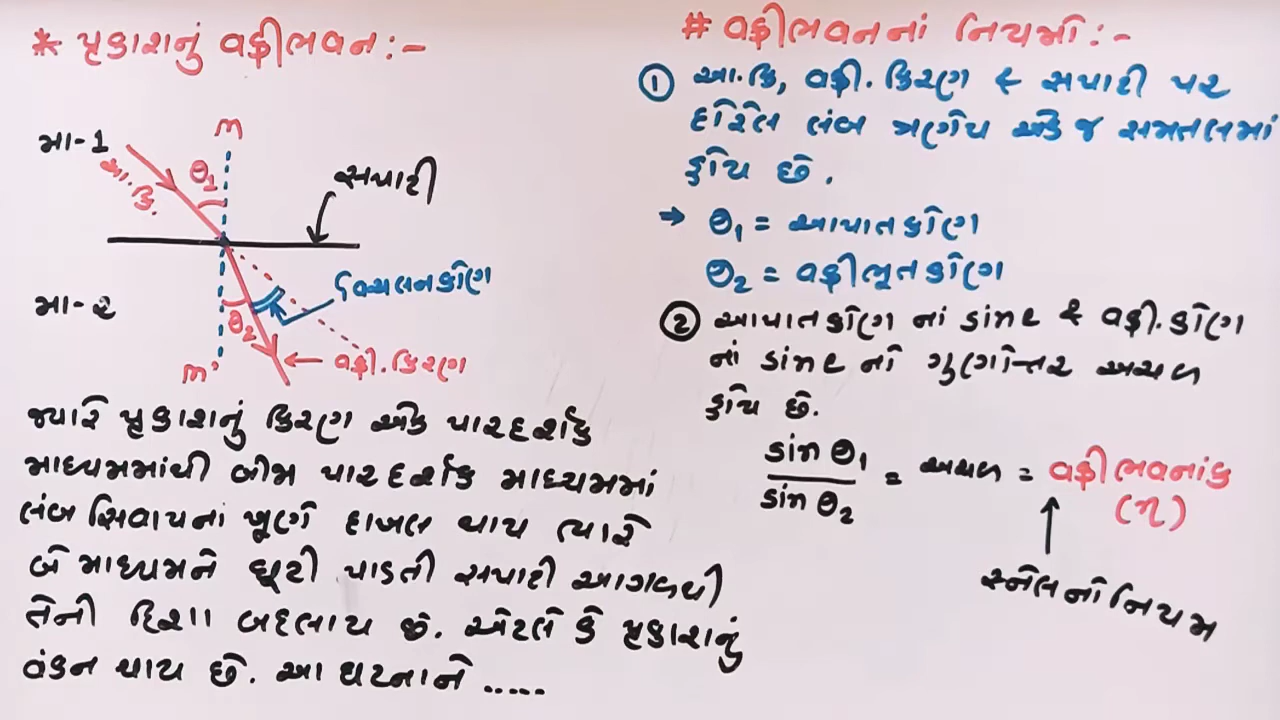 * પ્રકાશનું વક્રીભવન :-
મા-1
આ.કિ.
θ1
m
સપાટી
વિચલનકોણ
મા-૨
θ2
m'
વક્રી.કિરણ
જ્યારે પ્રકાશનું કિરણ એક પારદર્શક
માધ્યમમાંથી બીજા પારદર્શક માધ્યમમાં
લંબ સિવાયનાં ખૂણે દાખલ થાય ત્યારે
બે માધ્યમને છૂટી પાડતી સપાટી આગળથી
તેની દિશા બદલાય છે. એટલે કે પ્રકાશનું
વંકન થાય છે. આ ઘટનાને .....
# વક્રીભવનનાં નિયમો :-
① આ.કિ, વક્રી. કિરણ & સપાટી પર
દોરેલ લંબ ત્રણેય એક જ સમતલમાં
હોય છે.
→ θ1 = આપાતકોણ
θ2 = વક્રીભૂતકોણ
② આપાતકોણ નાં sine & વક્રી.કોણ
નાં sine નો ગુણોત્તર અચળ
હોય છે.
sin θ1 / sin θ2 = અચળ = વક્રીભવનાંક
(η)
સ્નેલનો નિયમ